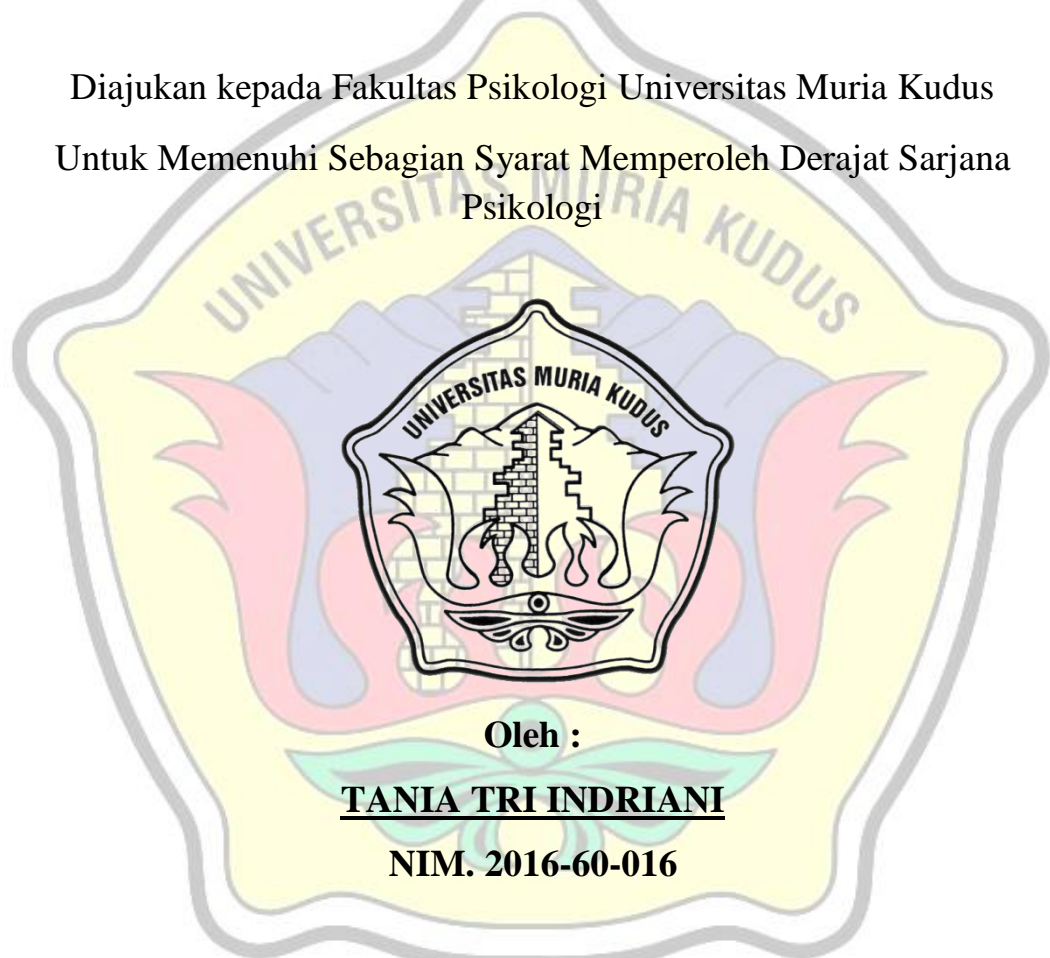 Diajukan kepada Fakultas Psikologi Universitas Muria Kudus
Untuk Memenuhi Sebagian Syarat Memperoleh Derajat Sarjana
Psikologi
UNIVERSITAS MURIA KUDUS
UNIVERSITAS MURIA KUDUS
Oleh :
TANIA TRI INDRIANI
NIM. 2016-60-016